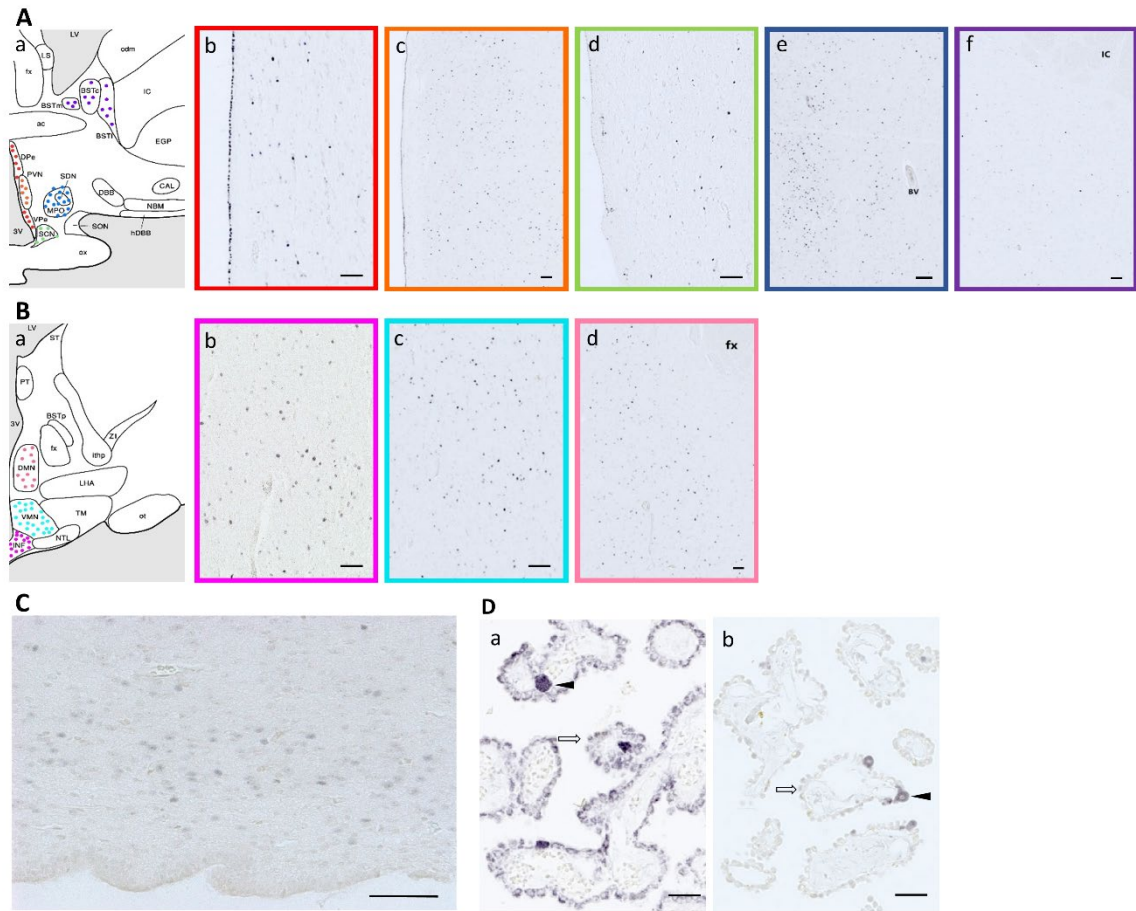 A
a
LV
LS
fx
cdm
BSTc
IC
BSTm
ac
BSTl
EGP
DPe
PVN
SDN
CAL
DBB
MPO
NBM
VPe
3V
SCN
SON
hDBB
ox
b
c
d
e
BV
f
IC
B
a
LV
ST
PT
BSTp
3V
ZI
fx
DMN
lthp
LHA
VMN
TM
ot
INF
NTL
b
c
d
fx
C
D
a
b